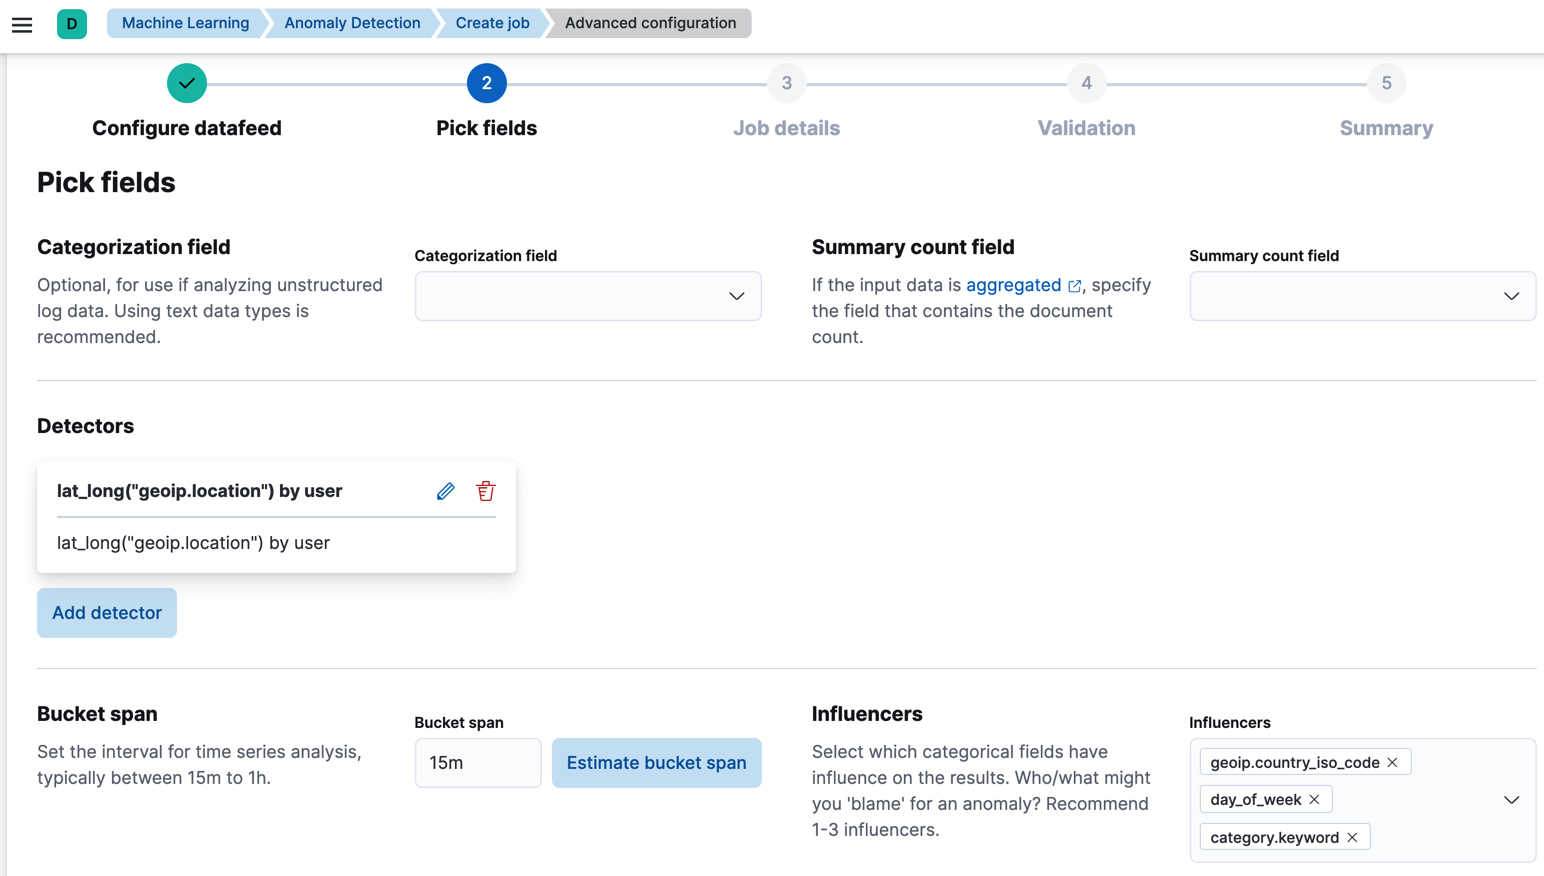 D
Machine Learning
Anomaly Detection
Create job
Advanced configuration
2
3
4
5
Configure datafeed
Pick fields
Job details
Validation
Summary
Pick fields
Categorization field
Optional, for use if analyzing unstructured
log data. Using text data types is
recommended.
Categorization field
Summary count field
If the input data is aggregated , specify
the field that contains the document
count.
Summary count field
Detectors
lat_long("geoip.location") by user
lat_long("geoip.location") by user
Add detector
Bucket span
Set the interval for time series analysis,
typically between 15m to 1h.
Bucket span
15m
Estimate bucket span
Influencers
Select which categorical fields have
influence on the results. Who/what might
you 'blame' for an anomaly? Recommend
1-3 influencers.
Influencers
geoip.country_iso_code
day_of_week
category.keyword